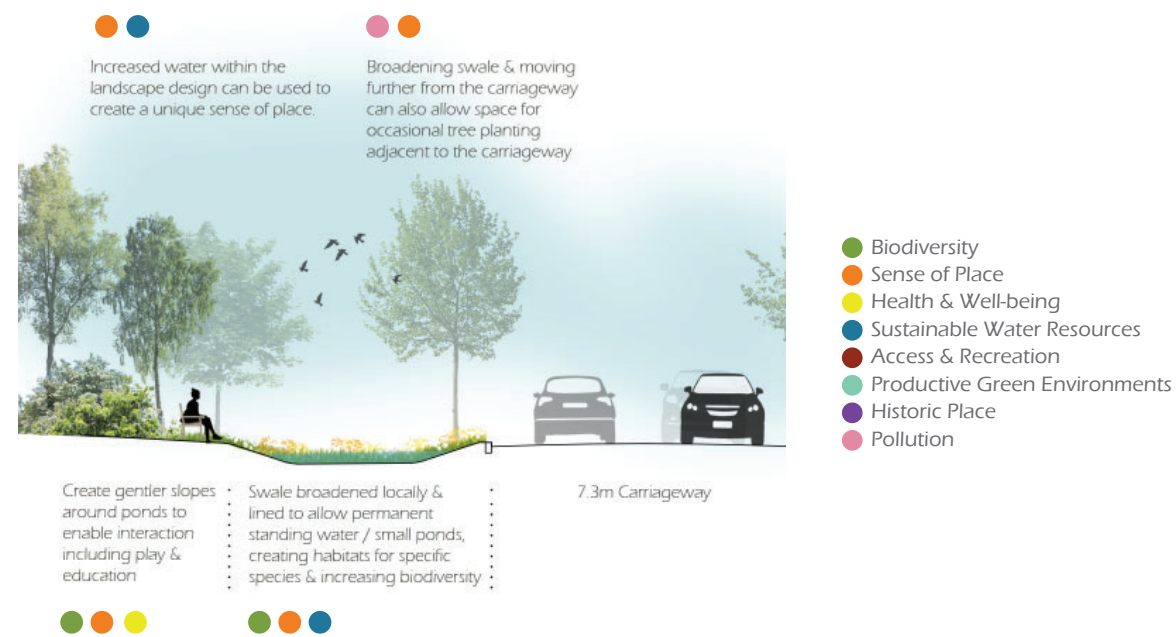 Increased water within the
landscape design can be used to
create a unique sense of place.
Broadening swale & moving
further from the carriageway
can also allow space for
occasional tree planting
adjacent to the carriageway
Biodiversity
Sense of Place
Health & Well-being
Sustainable Water Resources
Access & Recreation
Productive Green Environments
Historic Place
Pollution
Create gentler slopes
around ponds to
enable interaction
including play &
education
Swale broadened locally &
lined to allow permanent
standing water / small ponds,
creating habitats for specific
species & increasing biodiversity
7.3m Carriageway